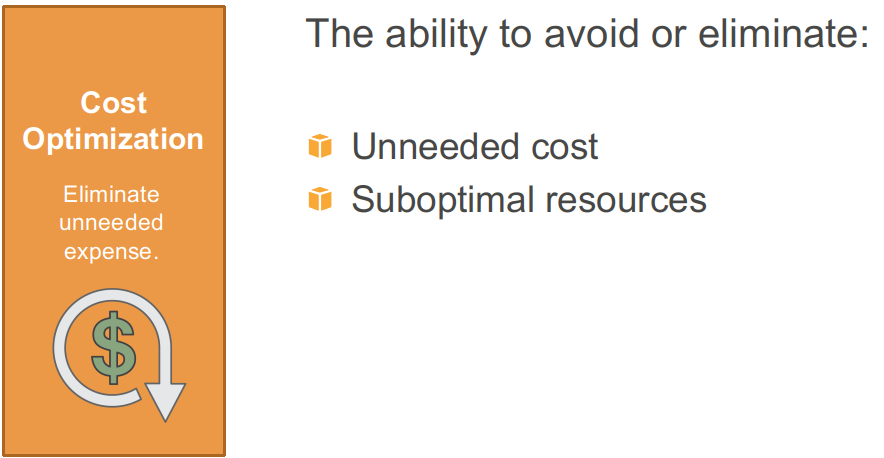 Cost
Optimization
Eliminate
unneeded
expense.
$
The ability to avoid or eliminate:
Unneeded cost
Suboptimal resources